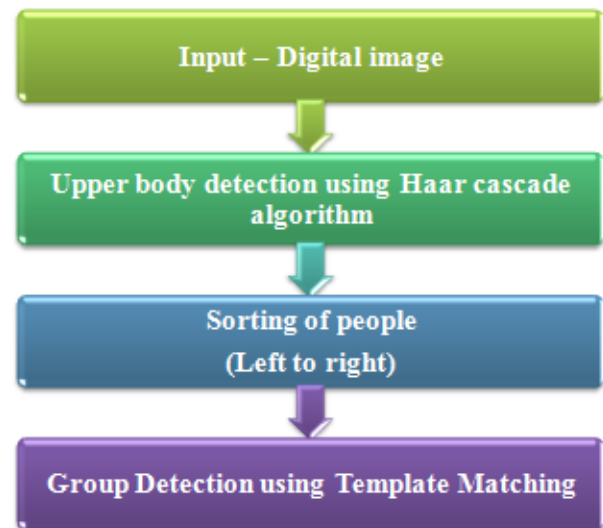 Input – Digital image
Upper body detection using Haar cascade
algorithm
Sorting of people
(Left to right)
Group Detection using Template Matching